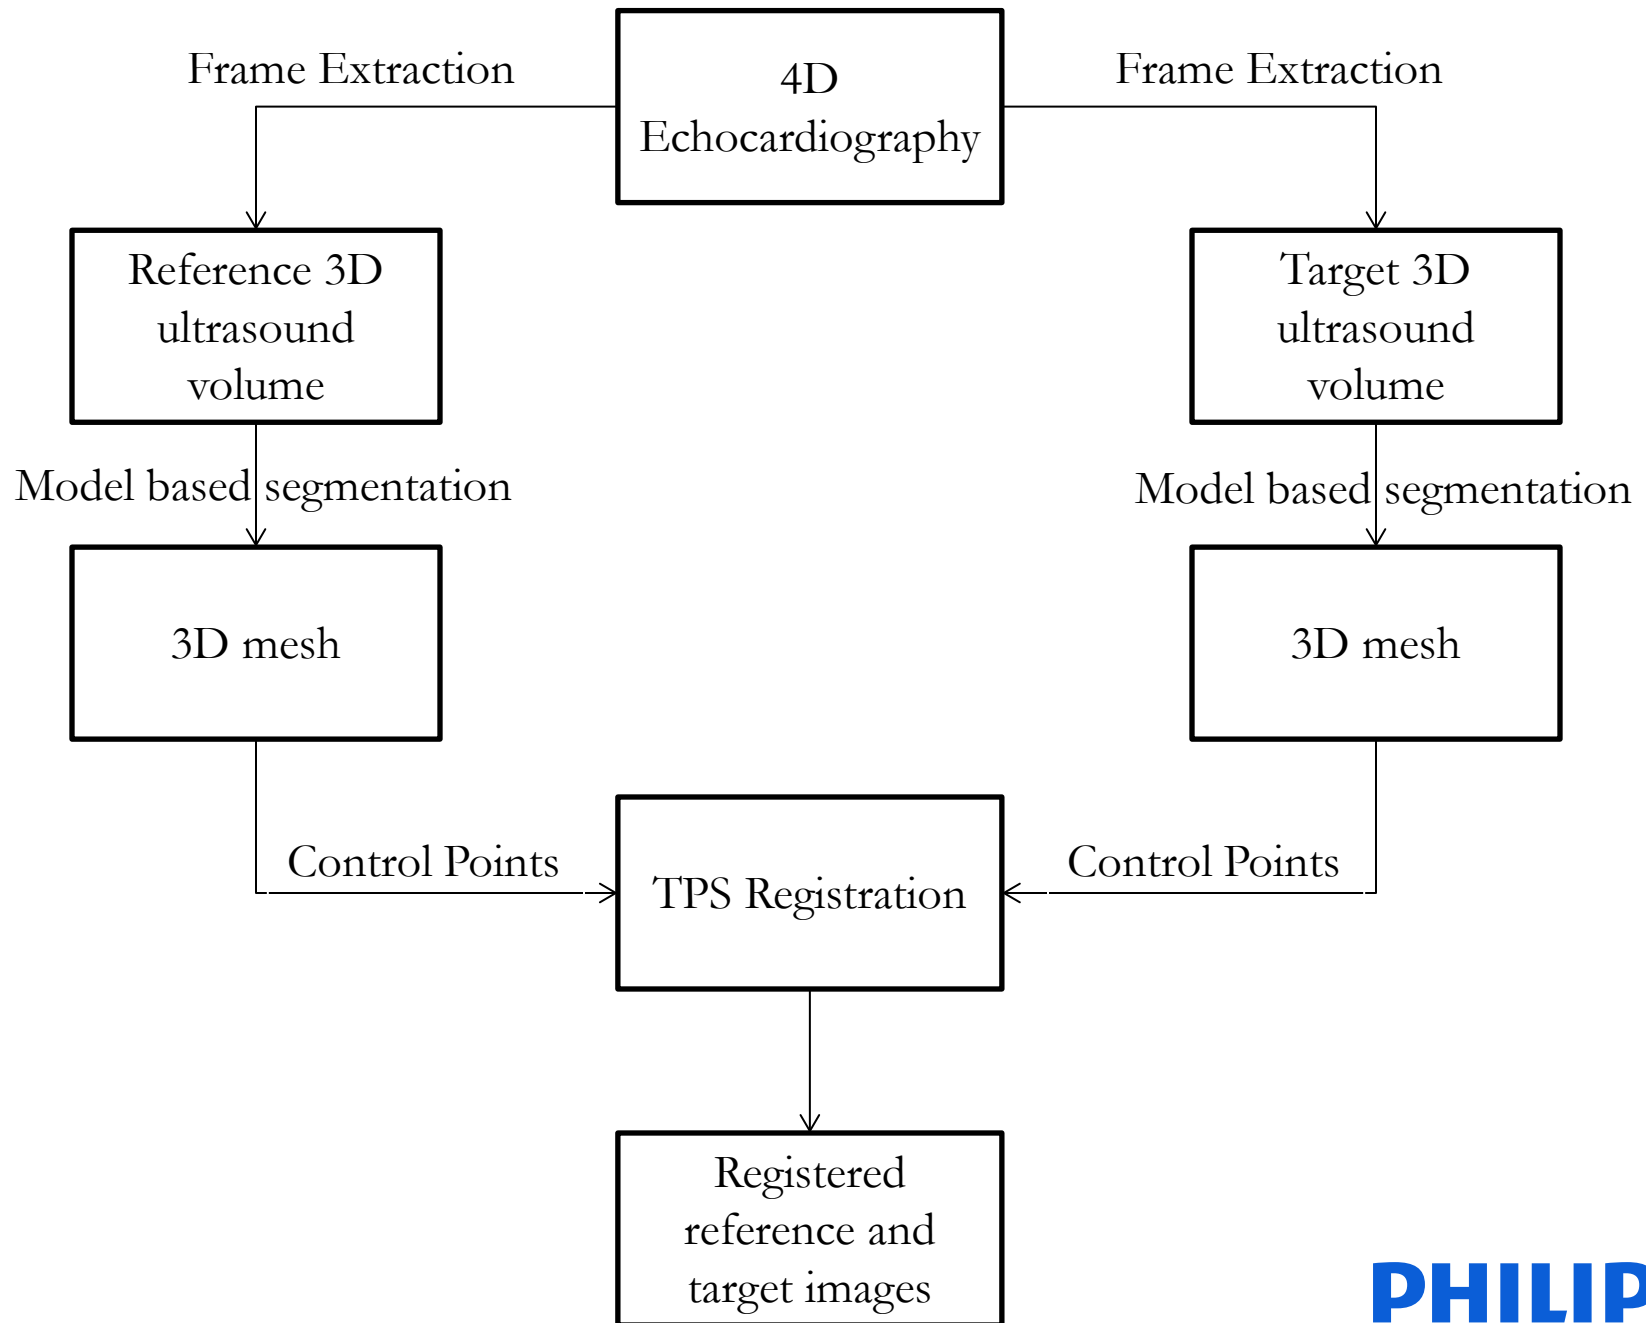 Frame Extraction
4D
Echocardiography
Frame Extraction
Reference 3D
ultrasound
volume
Target 3D
ultrasound
volume
Model based segmentation
Model based segmentation
3D mesh
3D mesh
Control Points
TPS Registration
Control Points
Registered
reference and
target images
PHILIP